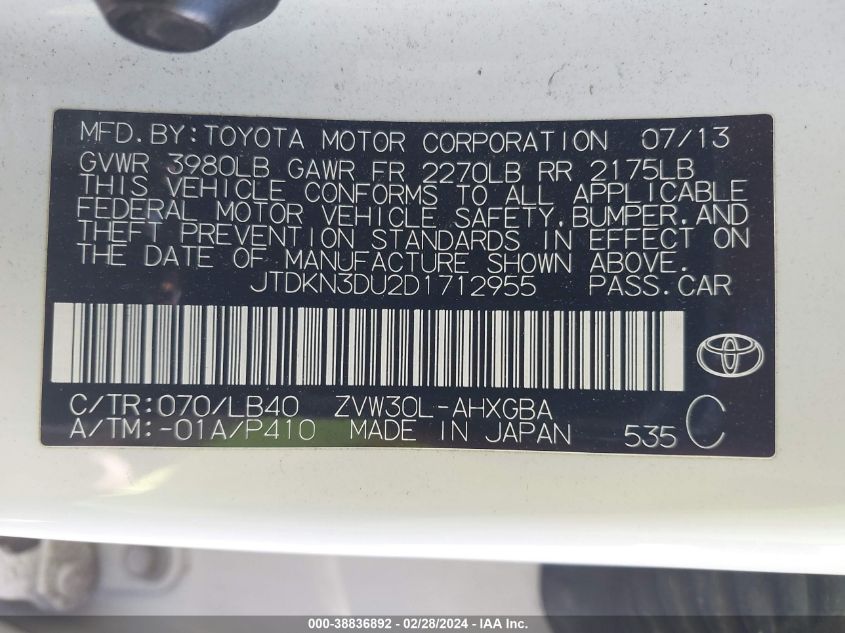 MFD.BY:TOYOTA MOTOR CORPORATION 07/13
GVWR 3980LB GAWR FR 2270LB RR 2175LB
THIS VEHICLE CONFORMS TO ALL APPLICABLE
FEDERAL MOTOR VEHICLE SAFETY,BUMPER,AND
THEFT PREVENTION STANDARDS IN EFFECT ON
THE DATE OF MANUFACTURE SHOWN ABOVE.
JTDKN3DU2D1712955 PASS.CAR
C/TR:070/LB40 ZVW30L-AHXGBA
A/TM:-01A/P410 MADE IN JAPAN 535 C
000-38836892 — 02/28/2024 — IAA Inc.